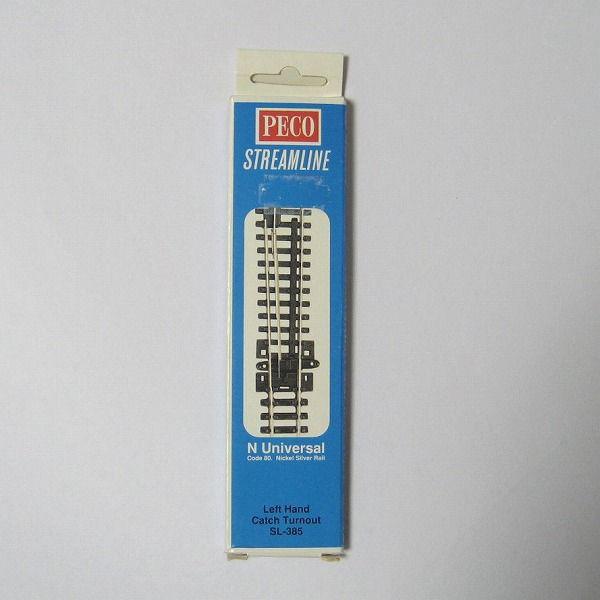 PECO
STREAMLINE
N Universal
Code 80. Nickel Silver Rail
Left Hand
Catch Turnout
SL-385